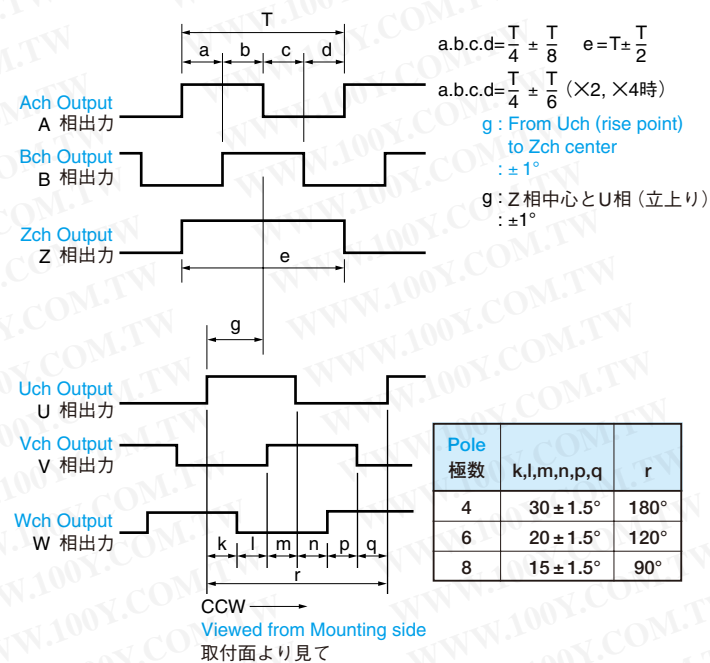 T
a b c d
Ach Output
A 相出力
Bch Output
B 相出力
Zch Output
Z 相出力
e
g
a.b.c.d=T/4 ± T/8 e=T±T/2
a.b.c.d=T/4 ± T/6 (×2, ×4時)
g : From Uch (rise point)
to Zch center
: ± 1°
g : Z相中心とU相（立上り）
: ±1°
Uch Output
U 相出力
Vch Output
V 相出力
Wch Output
W 相出力
k l m n p q
r
CCW
Viewed from Mounting side
取付面より見て
Pole
極数 k,l,m,n,p,q r
4 30±1.5° 180°
6 20±1.5° 120°
8 15±1.5° 90°
WWW.100Y.COM.TW